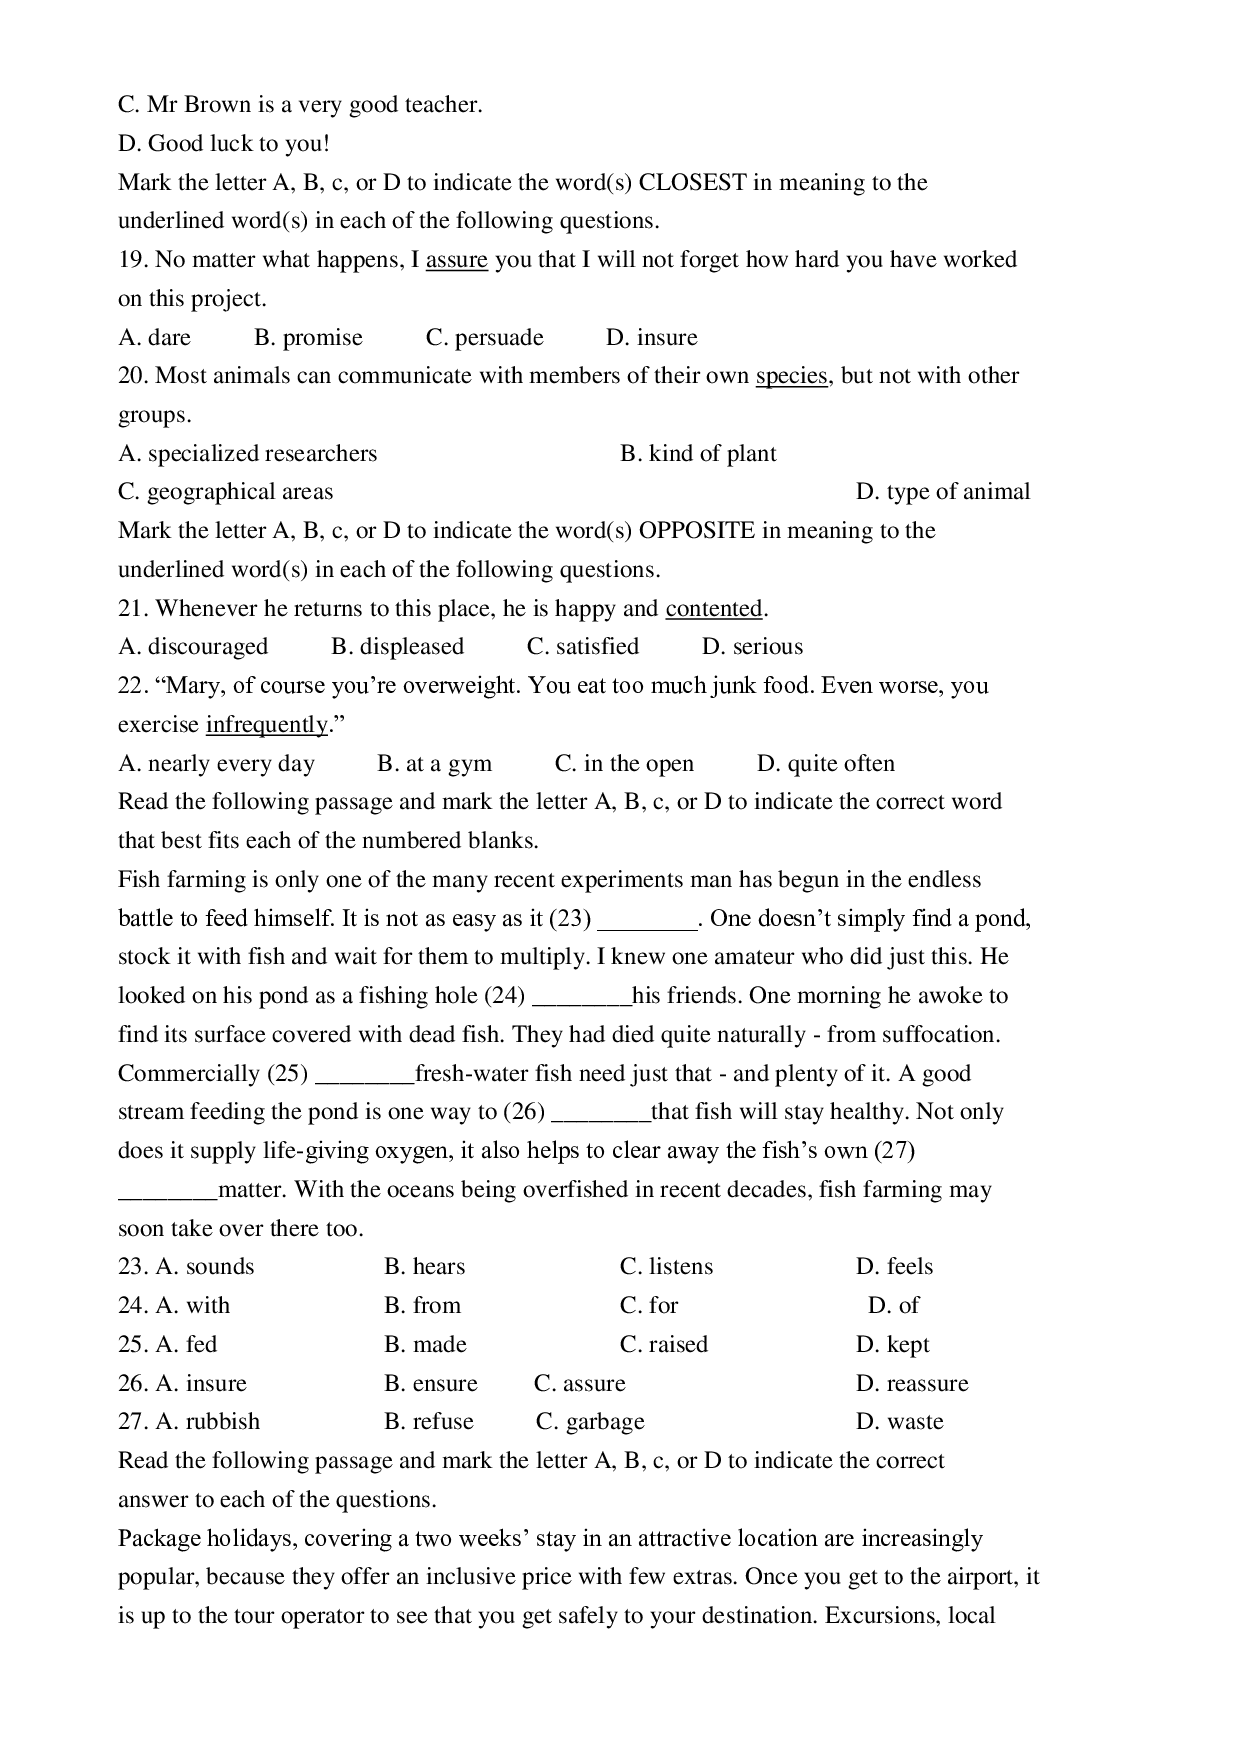 C. Mr Brown is a very good teacher.
D. Good luck to you!
Mark the letter A, B, c, or D to indicate the word(s) CLOSEST in meaning to the
underlined word(s) in each of the following questions.
19. No matter what happens, I assure you that I will not forget how hard you have worked
on this project.
A. dare B. promise C. persuade D. insure
20. Most animals can communicate with members of their own species, but not with other
groups.
A. specialized researchers B. kind of plant
C. geographical areas D. type of animal
Mark the letter A, B, c, or D to indicate the word(s) OPPOSITE in meaning to the
underlined word(s) in each of the following questions.
21. Whenever he returns to this place, he is happy and contented.
A. discouraged B. displeased C. satisfied D. serious
22. “Mary, of course you’re overweight. You eat too much junk food. Even worse, you
exercise infrequently.”
A. nearly every day B. at a gym C. in the open D. quite often
Read the following passage and mark the letter A, B, c, or D to indicate the correct word
that best fits each of the numbered blanks.
Fish farming is only one of the many recent experiments man has begun in the endless
battle to feed himself. It is not as easy as it (23) ________. One doesn’t simply find a pond,
stock it with fish and wait for them to multiply. I knew one amateur who did just this. He
looked on his pond as a fishing hole (24) ________his friends. One morning he awoke to
find its surface covered with dead fish. They had died quite naturally - from suffocation.
Commercially (25) ________fresh-water fish need just that - and plenty of it. A good
stream feeding the pond is one way to (26) ________that fish will stay healthy. Not only
does it supply life-giving oxygen, it also helps to clear away the fish’s own (27)
________matter. With the oceans being overfished in recent decades, fish farming may
soon take over there too.
23. A. sounds B. hears C. listens D. feels
24. A. with B. from C. for D. of
25. A. fed B. made C. raised D. kept
26. A. insure B. ensure C. assure D. reassure
27. A. rubbish B. refuse C. garbage D. waste
Read the following passage and mark the letter A, B, c, or D to indicate the correct
answer to each of the questions.
Package holidays, covering a two weeks’ stay in an attractive location are increasingly
popular, because they offer an inclusive price with few extras. Once you get to the airport, it
is up to the tour operator to see that you get safely to your destination. Excursions, local